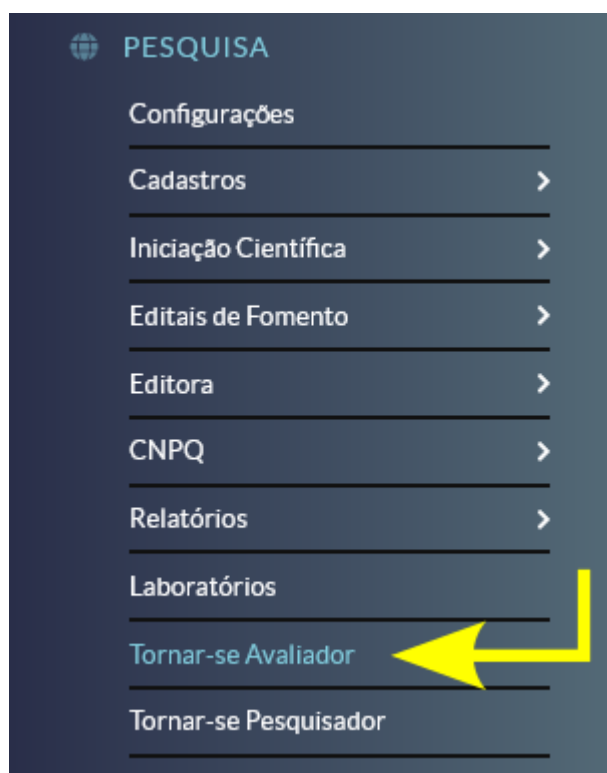 PESQUISA
Configurações
Cadastros
Iniciação Científica
Editais de Fomento
Editora
CNPQ
Relatórios
Laboratórios
Tornar-se Avaliador
Tornar-se Pesquisador